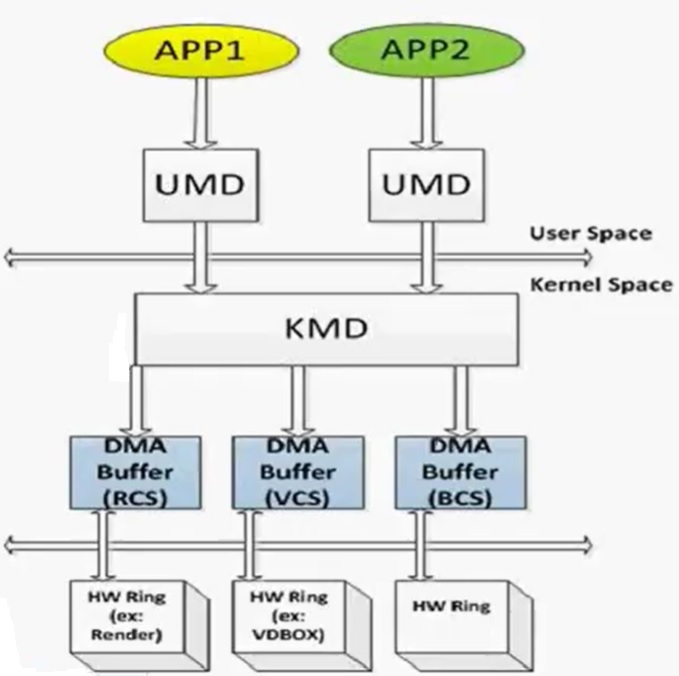 APP1
APP2
UMD
UMD
User Space
Kernel Space
KMD
DMA
Buffer
(RCS)
DMA
Buffer
(VCS)
DMA
Buffer
(BCS)
HW Ring
(ex:
Render)
HW Ring
(ex:
VDBOX)
HW Ring